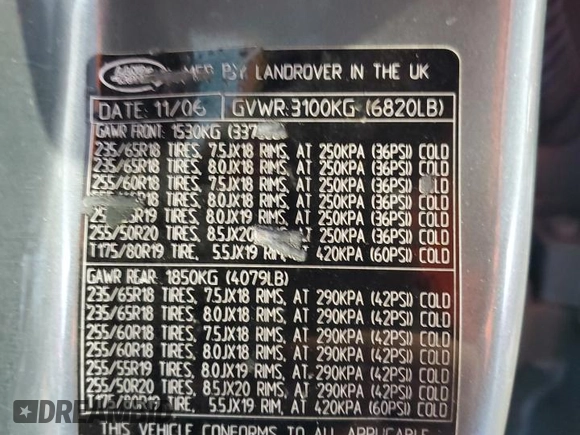 MFD BY LANDROVER IN THE UK
DATE: 11/06 GVWR:3100KG (6820LB)
GAWR FRONT: 1530KG
235/65R18 TIRES, 7.5JX18 RIMS, AT 250KPA (36PSI) COLD
235/65R18 TIRES, 8.0JX18 RIMS, AT 250KPA (36PSI) COLD
255/60R18 TIRES, 7.5JX18 RIMS, AT 250KPA (36PSI) COLD
255/60R18 TIRES, 8.0JX18 RIMS, AT 250KPA (36PSI) COLD
TIRES, 8.0JX19 RIMS, AT 250KPA (36PSI) COLD
255/50R20 TIRES, 8.5JX20 AT 250KPA (36PSI) COLD
T175/80R19 TIRE, 5.5JX19 RIM, AT 420KPA (60PSI) COLD
GAWR REAR: 1850KG (4079LB)
235/65R18 TIRES, 7.5JX18 RIMS, AT 290KPA (42PSI) COLD
235/65R18 TIRES, 8.0JX18 RIMS, AT 290KPA (42PSI) COLD
255/60R18 TIRES, 7.5JX18 RIMS, AT 290KPA (42PSI) COLD
255/60R18 TIRES, 8.0JX18 RIMS, AT 290KPA (42PSI) COLD
255/55R19 TIRES, 8.0JX19 RIMS, AT 290KPA (42PSI) COLD
255/50R20 TIRES, 8.5JX20 RIMS, AT 290KPA (42PSI) COLD
T175/80R19 TIRE, 5.5JX19 RIM, AT 420KPA (60PSI) COLD
THIS VEHICLE CONFORMS TO ALL APPLICABLE